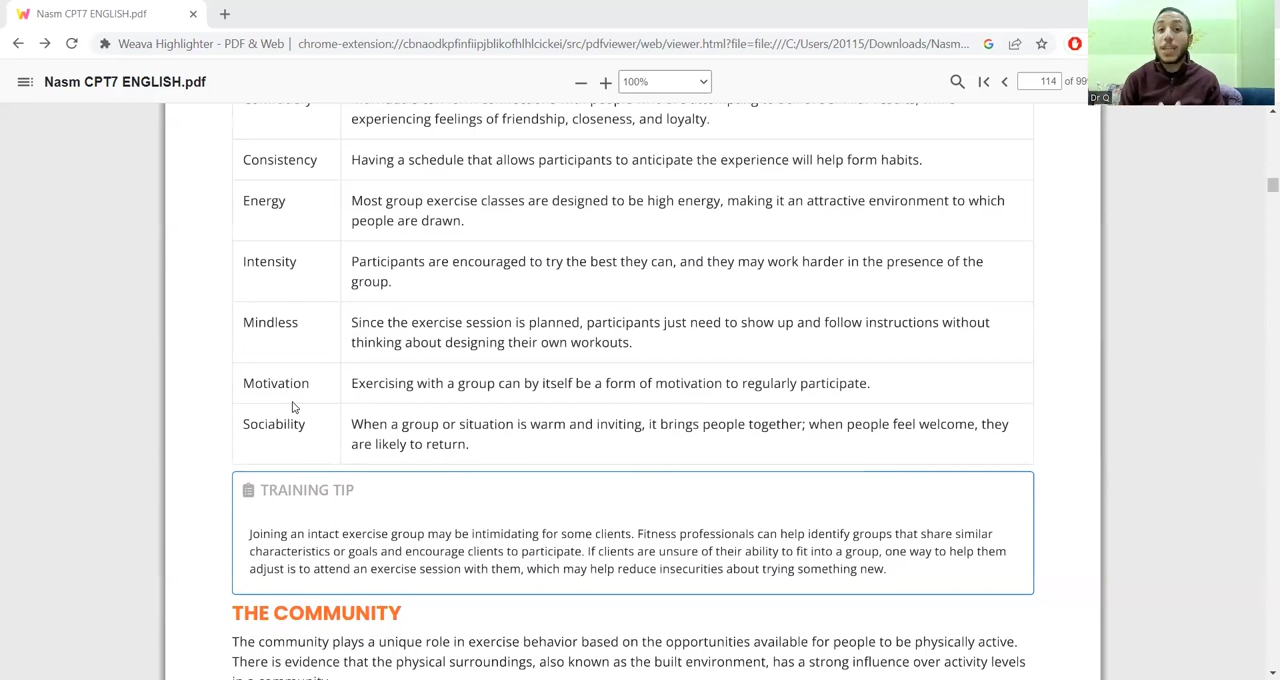 Nasm CPT7 ENGLISH.pdf
Weava Highlighter - PDF & Web | chrome-extension://cbnaodkpfinfiipjblikofhlhlcickei/src/pdfviewer/web/viewer.html?file=file:///C:/Users/20115/Downloads/Nasm...
Nasm CPT7 ENGLISH.pdf
100%
114 of 99
Dr Q
experiencing feelings of friendship, closeness, and loyalty.
Consistency Having a schedule that allows participants to anticipate the experience will help form habits.
Energy Most group exercise classes are designed to be high energy, making it an attractive environment to which
people are drawn.
Intensity Participants are encouraged to try the best they can, and they may work harder in the presence of the
group.
Mindless Since the exercise session is planned, participants just need to show up and follow instructions without
thinking about designing their own workouts.
Motivation Exercising with a group can by itself be a form of motivation to regularly participate.
Sociability When a group or situation is warm and inviting, it brings people together; when people feel welcome, they
are likely to return.
TRAINING TIP
Joining an intact exercise group may be intimidating for some clients. Fitness professionals can help identify groups that share similar
characteristics or goals and encourage clients to participate. If clients are unsure of their ability to fit into a group, one way to help them
adjust is to attend an exercise session with them, which may help reduce insecurities about trying something new.
THE COMMUNITY
The community plays a unique role in exercise behavior based on the opportunities available for people to be physically active.
There is evidence that the physical surroundings, also known as the built environment, has a strong influence over activity levels